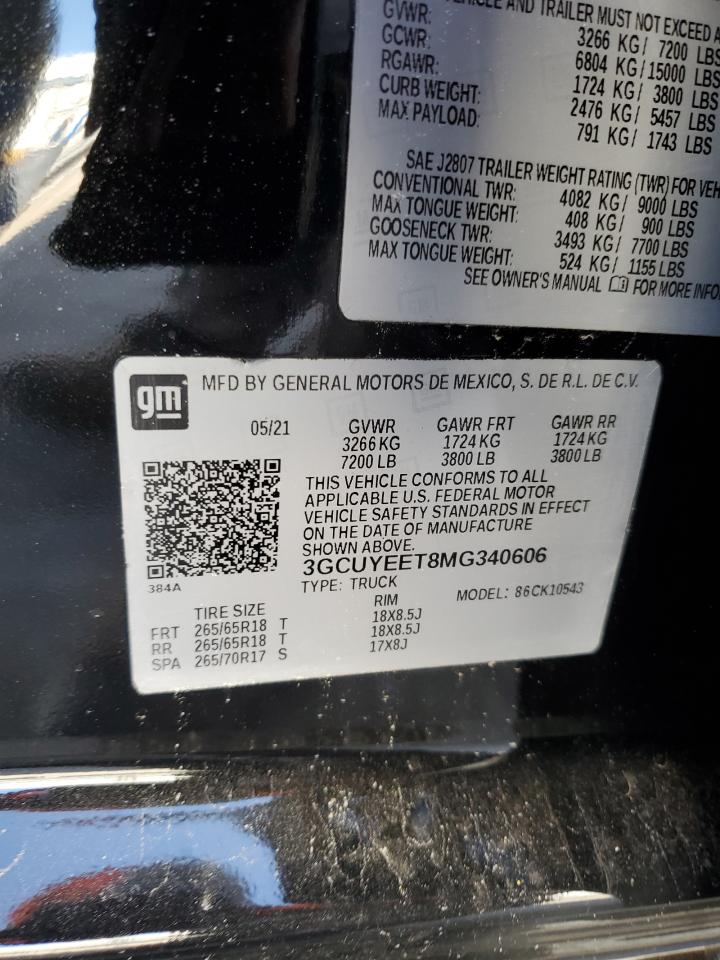 VEHICLE AND TRAILER MUST NOT EXCEED
GVWR: 3266 KG/ 7200 LBS
GCWR: 6804 KG/15000 LBS
RGAWR: 1724 KG/ 3800 LBS
CURB WEIGHT: 2476 KG/ 5457 LBS
MAX PAYLOAD: 791 KG/ 1743 LBS
SAE J2807 TRAILER WEIGHT RATING (TWR) FOR
CONVENTIONAL TWR: 4082 KG/ 9000 LBS
MAX TONGUE WEIGHT: 408 KG/ 900 LBS
GOOSENECK TWR: 3493 KG/ 7700 LBS
MAX TONGUE WEIGHT: 524 KG/ 1155 LBS
SEE OWNER'S MANUAL FOR MORE
gm MFD BY GENERAL MOTORS DE MEXICO, S. DE R.L. DE C.V.
05/21 GVWR GAWR FRT GAWR RR
3266 KG 1724 KG 1724 KG
7200 LB 3800 LB 3800 LB
THIS VEHICLE CONFORMS TO ALL
APPLICABLE U.S. FEDERAL MOTOR
VEHICLE SAFETY STANDARDS IN EFFECT
ON THE DATE OF MANUFACTURE
SHOWN ABOVE.
3GCUYEET8MG340606
384A
TYPE: TRUCK MODEL: 86CK10543
TIRE SIZE RIM
FRT 265/65R18 T 18X8.5J
RR 265/65R18 T 18X8.5J
SPA 265/70R17 S 17X8J